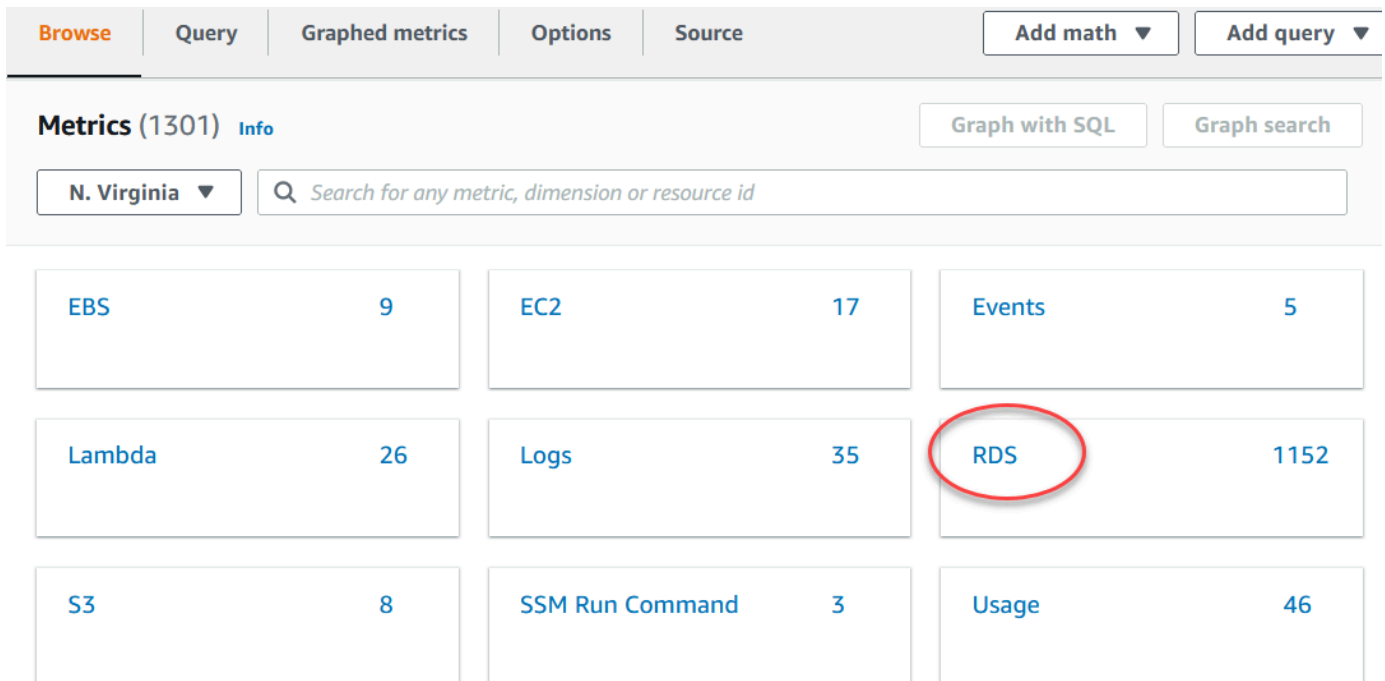 Browse Query Graphed metrics Options Source Add math Add query
Metrics (1301) Info Graph with SQL Graph search
N. Virginia Search for any metric, dimension or resource id
EBS 9 EC2 17 Events 5
Lambda 26 Logs 35 RDS 1152
S3 8 SSM Run Command 3 Usage 46